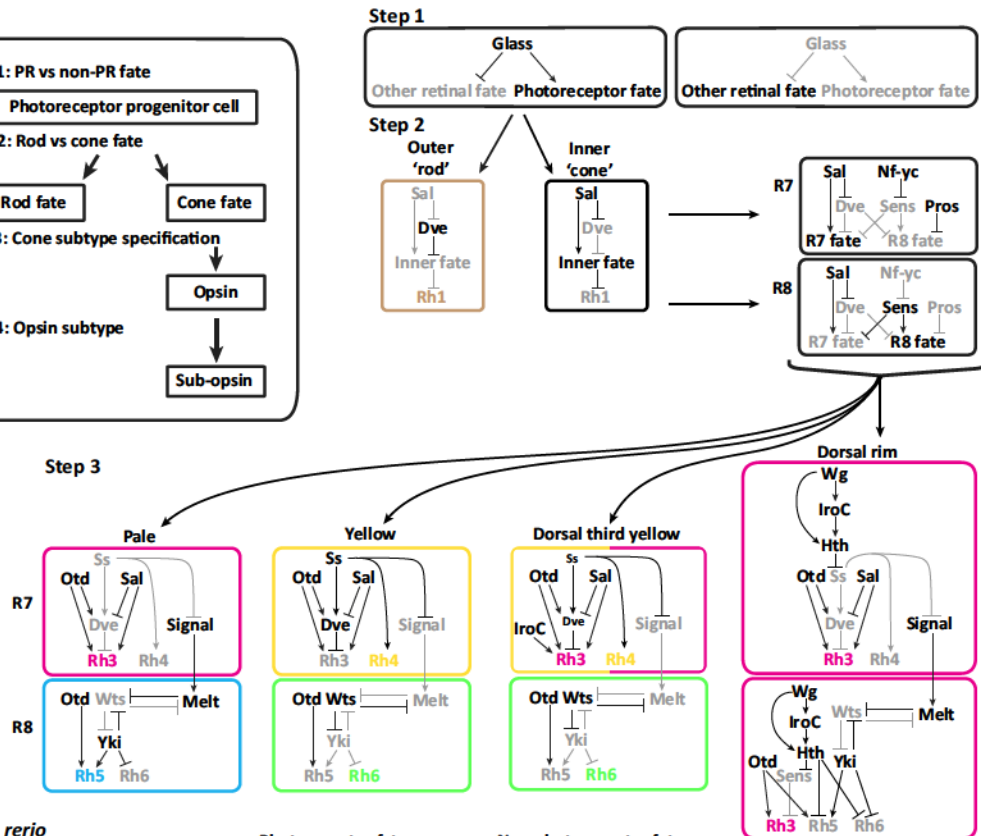 1: PR vs non-PR fate
Photoreceptor progenitor cell
2: Rod vs cone fate
Rod fate
Cone fate
3: Cone subtype specification
Opsin
4: Opsin subtype
Sub-opsin
Step 1
Glass
Other retinal fate Photoreceptor fate
Glass
Other retinal fate Photoreceptor fate
Step 2
Outer
'rod'
Sal
Dve
Inner fate
Rh1
Inner
'cone'
Sal
Dve
Inner fate
Rh1
R7
Sal Nf-yc
Dve Sens Pros
R7 fate R8 fate
R8
Sal Nf-yc
Dve Sens Pros
R7 fate R8 fate
Step 3
R7
R8
Pale
Ss
Otd Sal
Dve Signal
Rh3 Rh4
Otd Wts Melt
Yki
Rh5 Rh6
Yellow
Ss
Otd Sal
Dve Signal
Rh3 Rh4
Otd Wts Melt
Yki
Rh5 Rh6
Dorsal third yellow
Ss
Otd Sal
IroC Dve Signal
Rh3 Rh4
Otd Wts Melt
Yki
Rh5 Rh6
Dorsal rim
Wg
IroC
Hth
Otd Ss Sal
Dve Signal
Rh3 Rh4
Wg
IroC Wts Melt
Hth
Otd Yki
Sens
Rh3 Rh5 Rh6
rerio